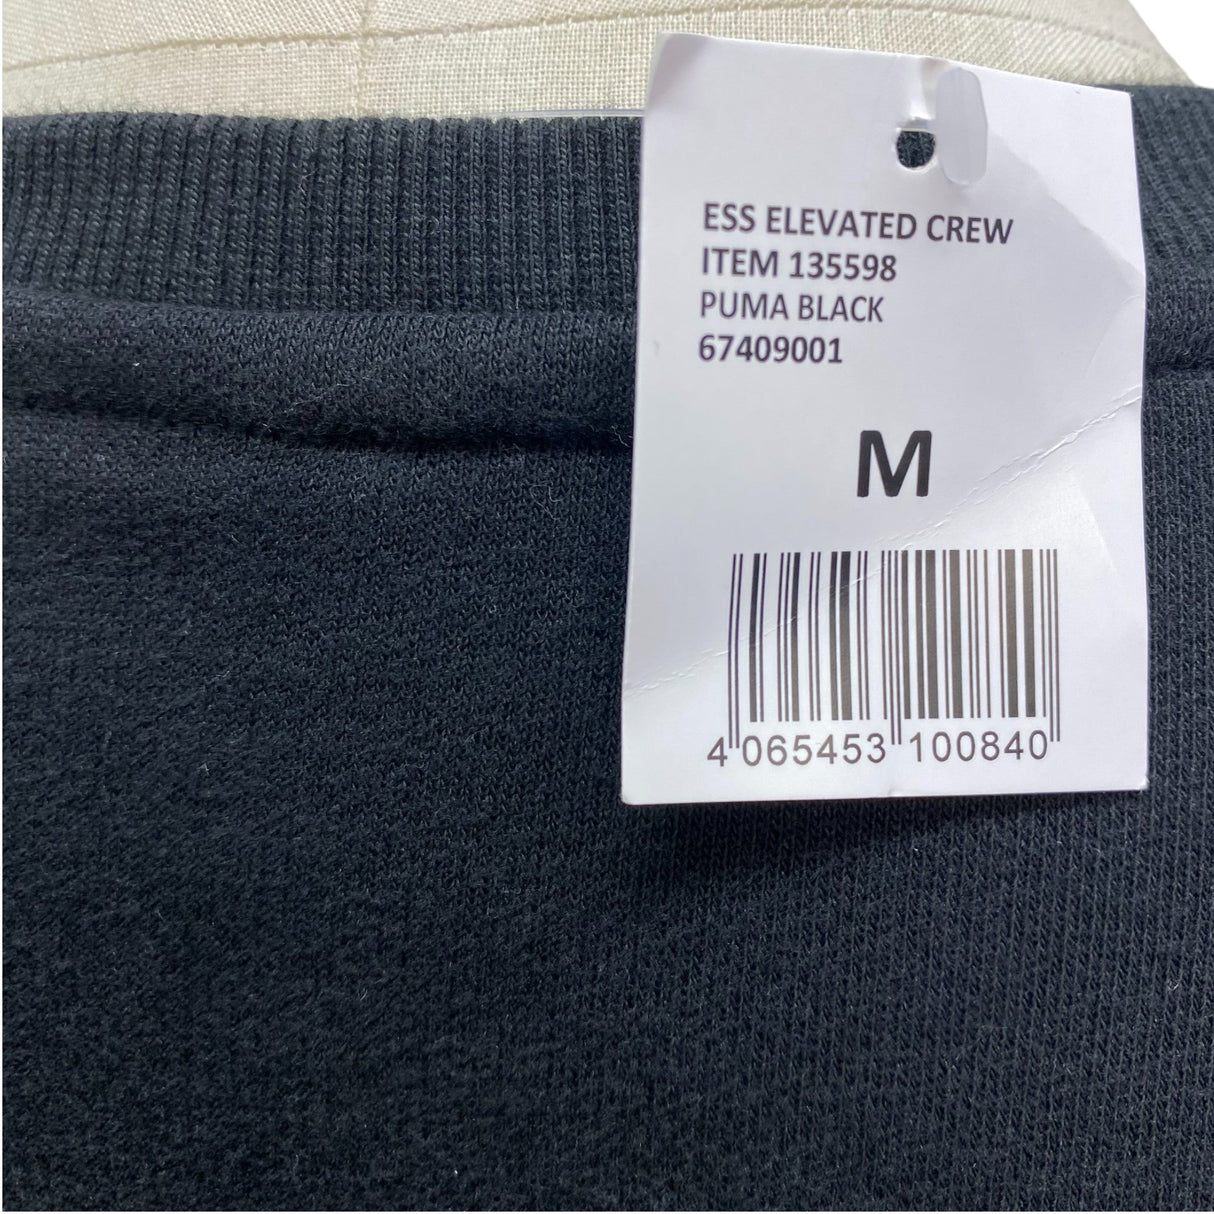 ESS ELEVATED CREW
ITEM 135598
PUMA BLACK
67409001
M
4 065453 100840